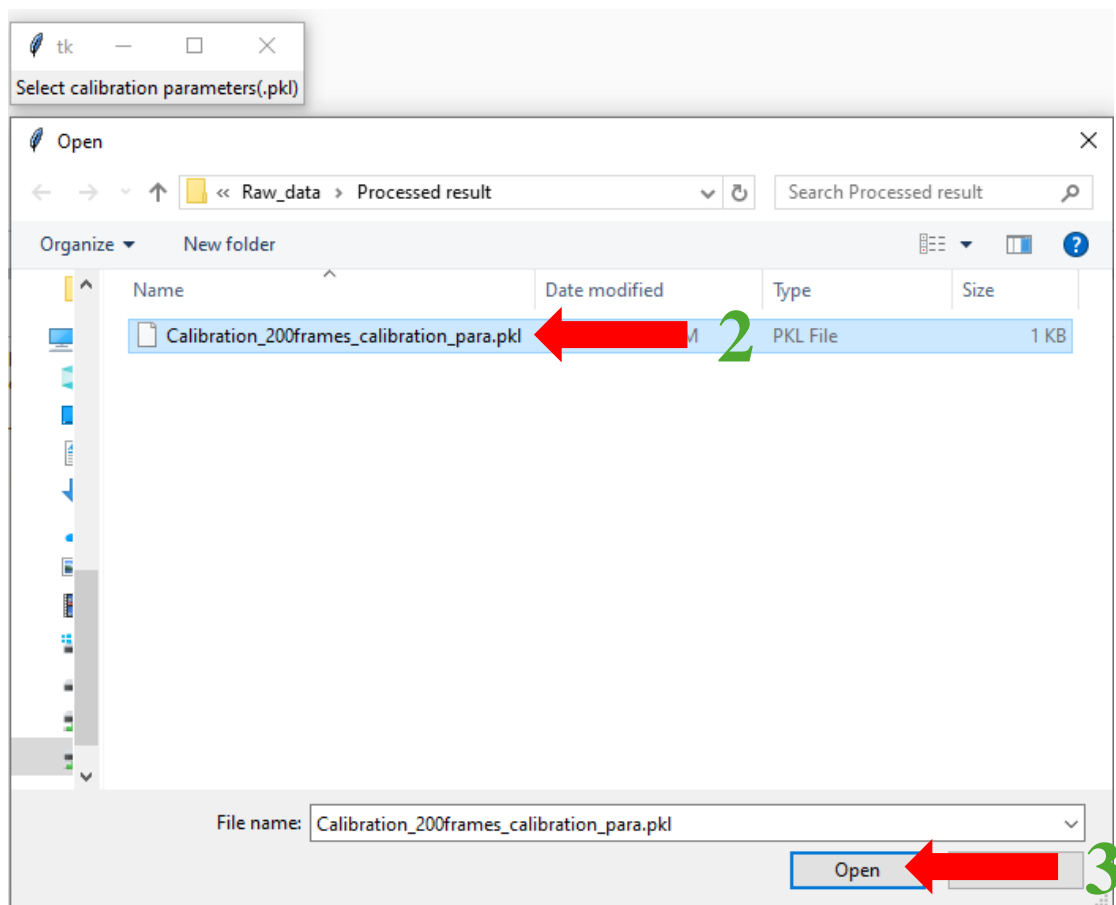 tk
Select calibration parameters(.pkl)
Open
« Raw_data › Processed result
Search Processed result
Organize
New folder
Name
Date modified
Type
Size
Calibration_200frames_calibration_para.pkl
M
2
PKL File
1 KB
File name:
Calibration_200frames_calibration_para.pkl
Open
3